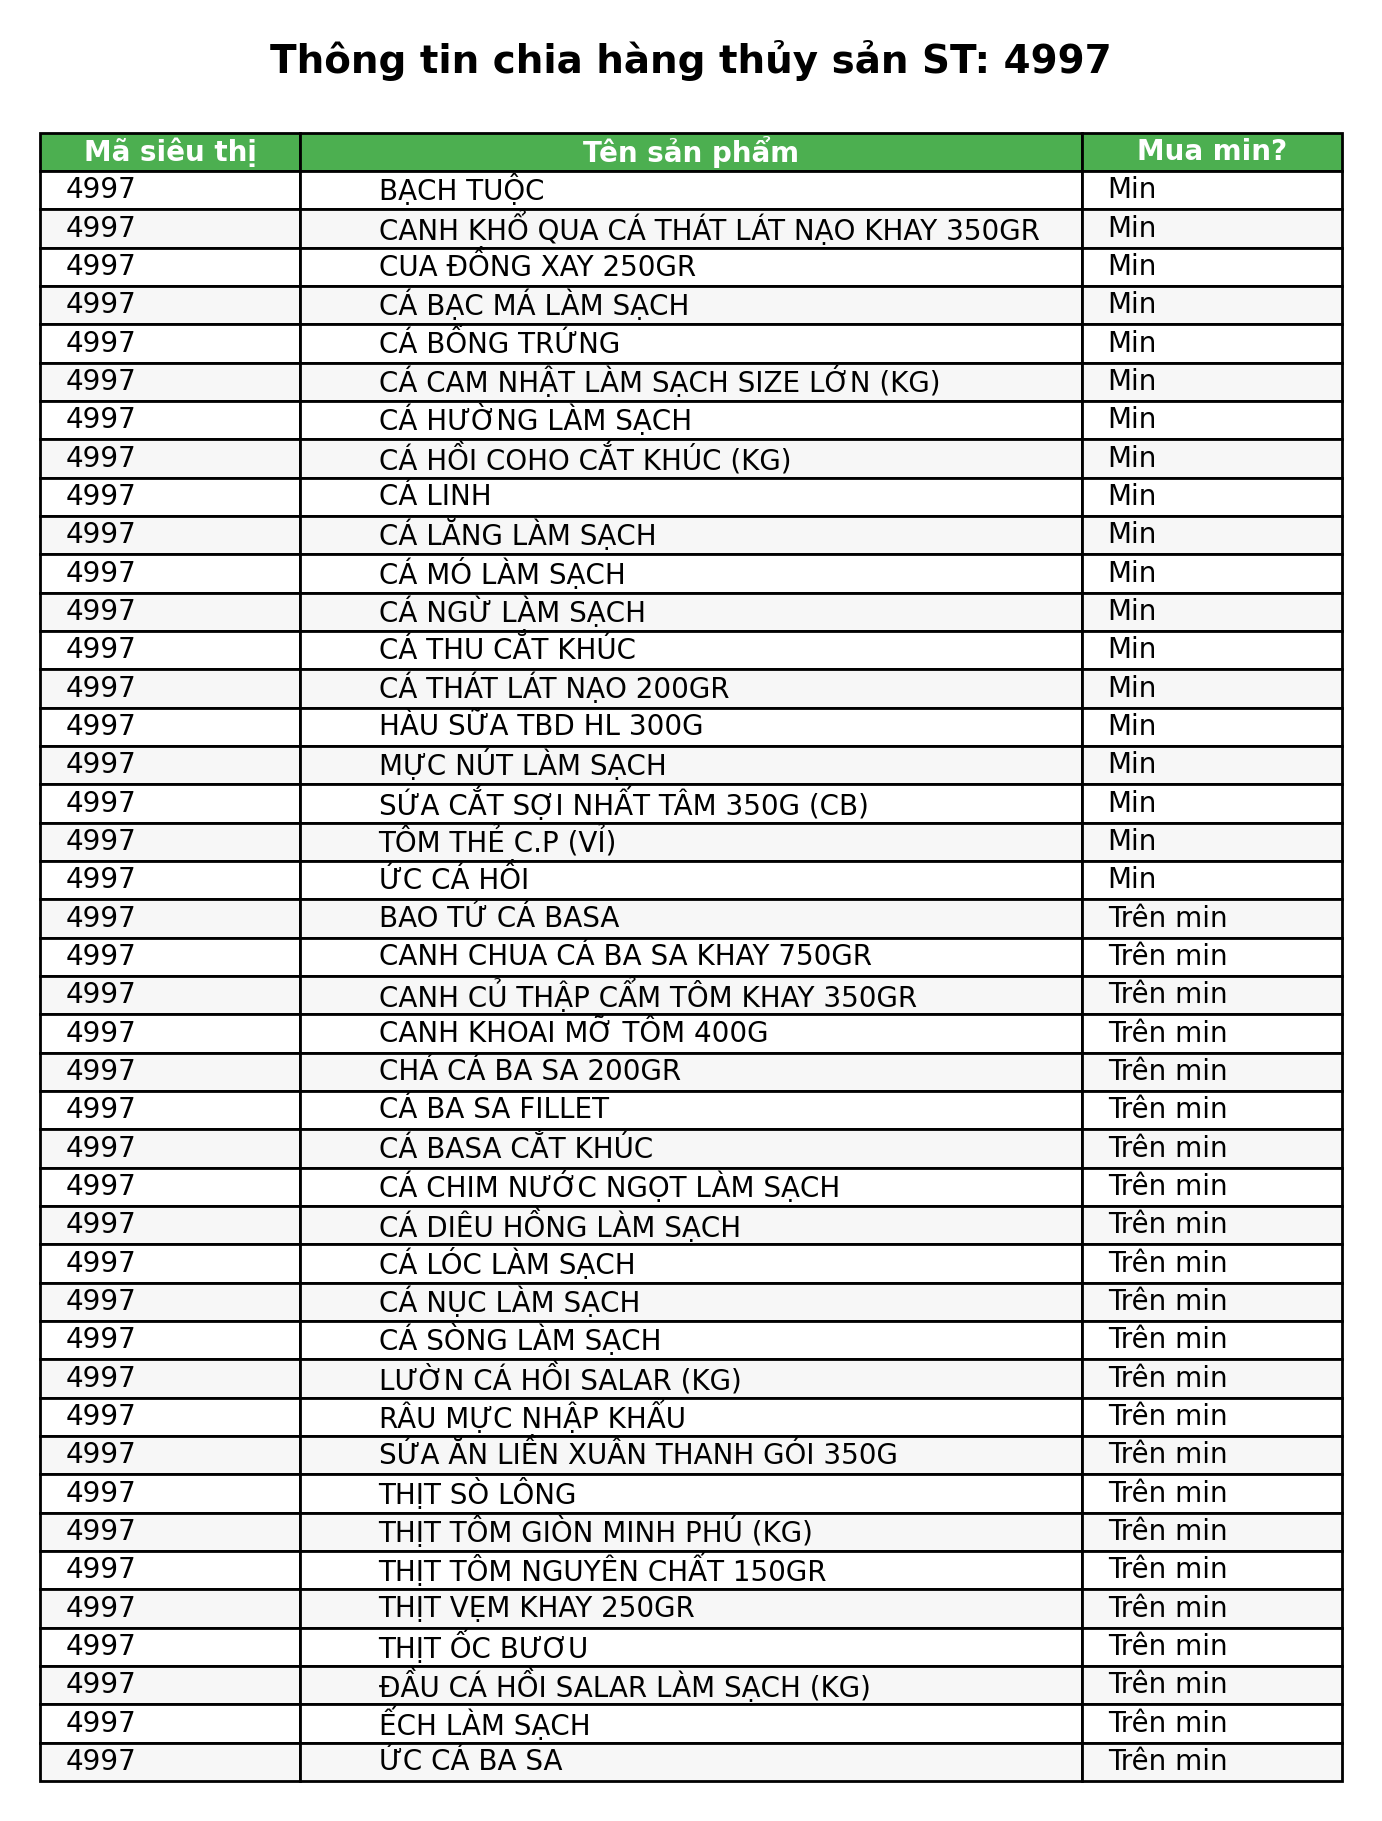 Thông tin chia hàng thủy sản ST: 4997
Mã siêu thị Tên sản phẩm Mua min?
4997 BẠCH TUỘC Min
4997 CANH KHỔ QUA CÁ THÁT LÁT NẠO KHAY 350GR Min
4997 CUA ĐỒNG XAY 250GR Min
4997 CÁ BẠC MÁ LÀM SẠCH Min
4997 CÁ BỐNG TRỨNG Min
4997 CÁ CAM NHẬT LÀM SẠCH SIZE LỚN (KG) Min
4997 CÁ HƯỜNG LÀM SẠCH Min
4997 CÁ HỒI COHO CẮT KHÚC (KG) Min
4997 CÁ LINH Min
4997 CÁ LĂNG LÀM SẠCH Min
4997 CÁ MÓ LÀM SẠCH Min
4997 CÁ NGỪ LÀM SẠCH Min
4997 CÁ THU CẮT KHÚC Min
4997 CÁ THÁT LÁT NẠO 200GR Min
4997 HÀU SỮA TBD HL 300G Min
4997 MỰC NÚT LÀM SẠCH Min
4997 SỨA CẮT SỢI NHẤT TÂM 350G (CB) Min
4997 TÔM THẺ C.P (VỈ) Min
4997 ỨC CÁ HỒI Min
4997 BAO TỬ CÁ BASA Trên min
4997 CANH CHUA CÁ BA SA KHAY 750GR Trên min
4997 CANH CỦ THẬP CẨM TÔM KHAY 350GR Trên min
4997 CANH KHOAI MỠ TÔM 400G Trên min
4997 CHẢ CÁ BA SA 200GR Trên min
4997 CÁ BA SA FILLET Trên min
4997 CÁ BASA CẮT KHÚC Trên min
4997 CÁ CHIM NƯỚC NGỌT LÀM SẠCH Trên min
4997 CÁ DIÊU HỒNG LÀM SẠCH Trên min
4997 CÁ LÓC LÀM SẠCH Trên min
4997 CÁ NỤC LÀM SẠCH Trên min
4997 CÁ SÒNG LÀM SẠCH Trên min
4997 LƯỜN CÁ HỒI SALAR (KG) Trên min
4997 RÂU MỰC NHẬP KHẨU Trên min
4997 SỨA ĂN LIỀN XUÂN THANH GÓI 350G Trên min
4997 THỊT SÒ LÔNG Trên min
4997 THỊT TÔM GIÒN MINH PHÚ (KG) Trên min
4997 THỊT TÔM NGUYÊN CHẤT 150GR Trên min
4997 THỊT VẸM KHAY 250GR Trên min
4997 THỊT ỐC BƯƠU Trên min
4997 ĐẦU CÁ HỒI SALAR LÀM SẠCH (KG) Trên min
4997 ẾCH LÀM SẠCH Trên min
4997 ỨC CÁ BA SA Trên min